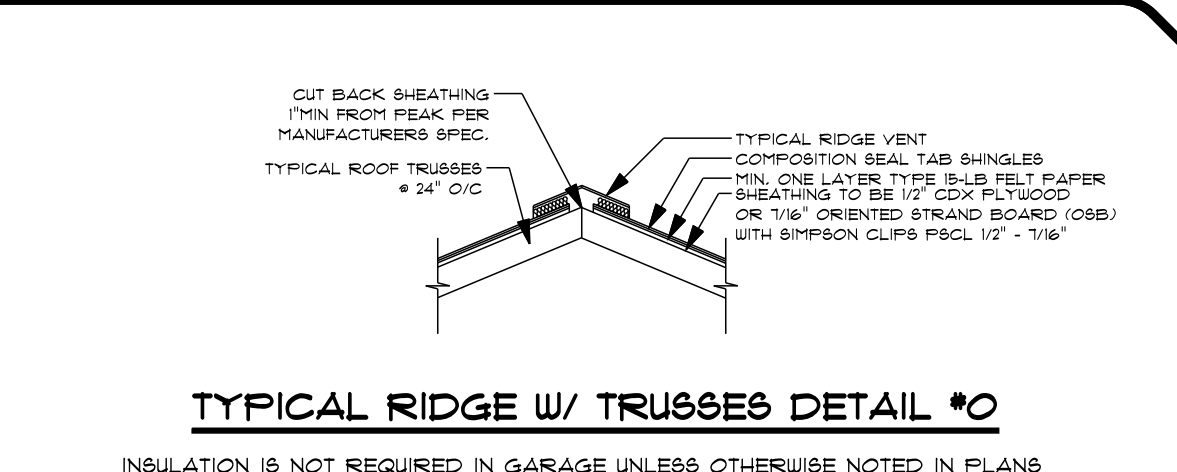 CUT BACK SHEATHING
1"MIN FROM PEAK PER
MANUFACTURERS SPEC.
TYPICAL ROOF TRUSSES
@ 24" O/C
TYPICAL RIDGE VENT
COMPOSITION SEAL TAB SHINGLES
MIN. ONE LAYER TYPE 15-LB FELT PAPER
SHEATHING TO BE 1/2" CDX PLYWOOD
OR 7/16" ORIENTED STRAND BOARD (OSB)
WITH SIMPSON CLIPS PSCL 1/2" - 7/16"
TYPICAL RIDGE W/ TRUSSES DETAIL #0
INSULATION IS NOT REQUIRED IN GARAGE UNLESS OTHERWISE NOTED IN PLANS